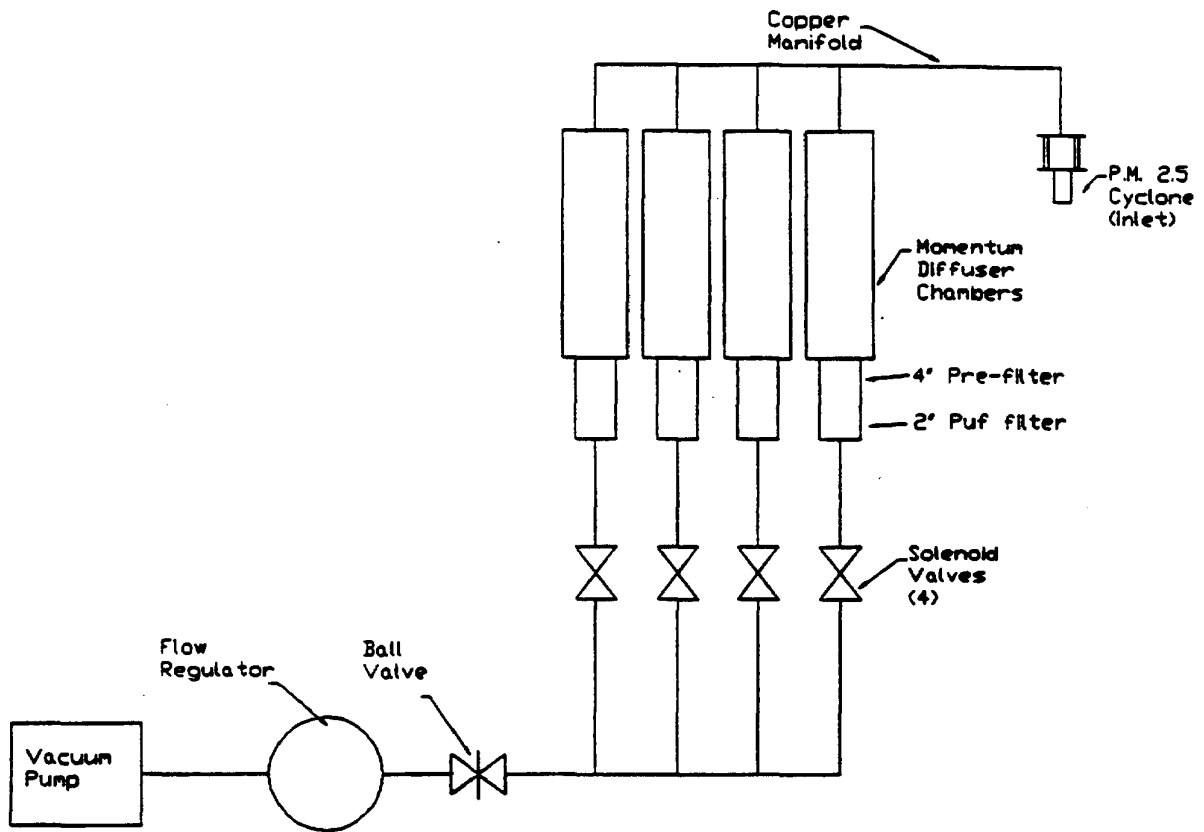 Copper
Manifold
P.M. 2.5
Cyclone
(Inlet)
Momentum
Diffuser
Chambers
4" Pre-filter
2" Puf filter
Solenoid
Valves
(4)
Flow
Regulator
Ball
Valve
Vacuum
Pump